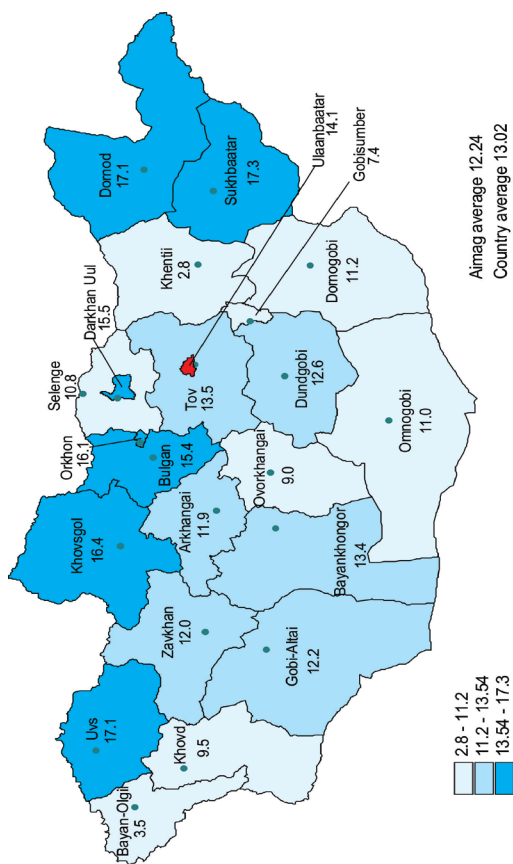 Uvs
17.1
Bayan-Olgii
3.5
Khovd
9.5
Khovsgol
16.4
Zavkhan
12.0
Gobi-Altai
12.2
Orkhon
16.1
Bulgan
15.4
Arkhangai
11.9
Bayankhongor
13.4
Ovorkhangai
9.0
Selenge
10.8
Darkhan Uul
15.5
Tov
13.5
Dundgobi
12.6
Omnogobi
11.0
Khentii
2.8
Dornogobi
11.2
Dornod
17.1
Sukhbaatar
17.3
Ulaanbaatar
14.1
Gobisumber
7.4
2.8 - 11.2
11.2 - 13.54
13.54 - 17.3
Aimag average 12.24
Country average 13.02